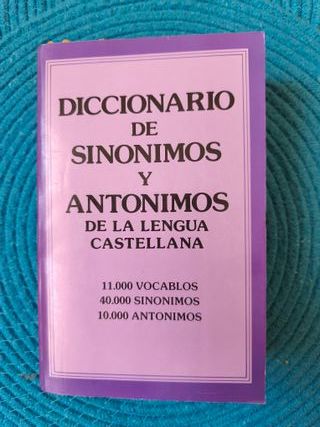 DICCIONARIO
DE
SINONIMOS
Y
ANTONIMOS
DE LA LENGUA
CASTELLANA
11.000 VOCABLOS
40.000 SINONIMOS
10.000 ANTONIMOS